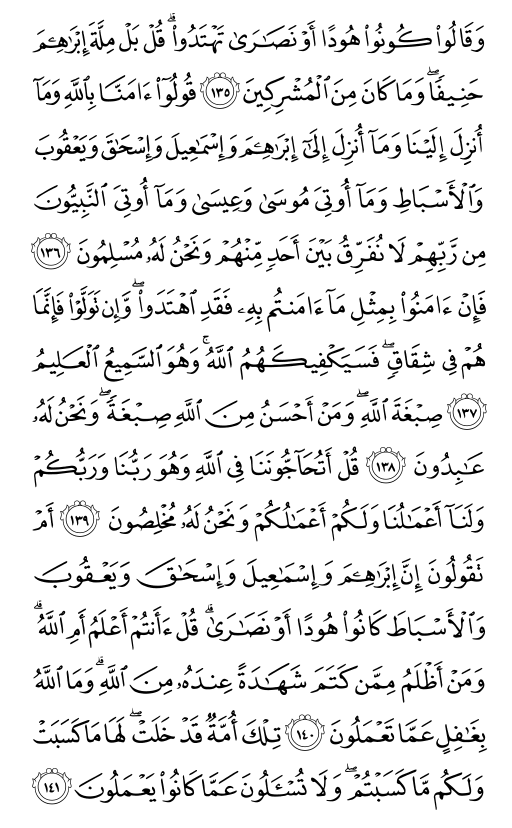 وَقَالُوا۟ كُونُوا۟ هُودًا أَوْ نَصَـٰرَىٰ تَهْتَدُوا۟ ۗ قُلْ بَلْ مِلَّةَ إِبْرَٰهِـۧمَ
حَنِيفًا ۖ وَمَا كَانَ مِنَ ٱلْمُشْرِكِينَ ١٣٥ قُولُوٓا۟ ءَامَنَّا بِٱللَّهِ وَمَآ
أُنزِلَ إِلَيْنَا وَمَآ أُنزِلَ إِلَىٰٓ إِبْرَٰهِـۧمَ وَإِسْمَـٰعِيلَ وَإِسْحَـٰقَ وَيَعْقُوبَ
وَٱلْأَسْبَاطِ وَمَآ أُوتِىَ مُوسَىٰ وَعِيسَىٰ وَمَآ أُوتِىَ ٱلنَّبِيُّونَ
مِن رَّبِّهِمْ لَا نُفَرِّقُ بَيْنَ أَحَدٍ مِّنْهُمْ وَنَحْنُ لَهُۥ مُسْلِمُونَ ١٣٦
فَإِنْ ءَامَنُوا۟ بِمِثْلِ مَآ ءَامَنتُم بِهِۦ فَقَدِ ٱهْتَدَوا۟ ۖ وَّإِن تَوَلَّوْا۟ فَإِنَّمَا
هُمْ فِى شِقَاقٍ ۖ فَسَيَكْفِيكَهُمُ ٱللَّهُ ۚ وَهُوَ ٱلسَّمِيعُ ٱلْعَلِيمُ
١٣٧ صِبْغَةَ ٱللَّهِ ۖ وَمَنْ أَحْسَنُ مِنَ ٱللَّهِ صِبْغَةً ۖ وَنَحْنُ لَهُۥ
عَـٰبِدُونَ ١٣٨ قُلْ أَتُحَآجُّونَنَا فِى ٱللَّهِ وَهُوَ رَبُّنَا وَرَبُّكُمْ
وَلَنَآ أَعْمَـٰلُنَا وَلَكُمْ أَعْمَـٰلُكُمْ وَنَحْنُ لَهُۥ مُخْلِصُونَ ١٣٩ أَمْ
تَقُولُونَ إِنَّ إِبْرَٰهِـۧمَ وَإِسْمَـٰعِيلَ وَإِسْحَـٰقَ وَيَعْقُوبَ
وَٱلْأَسْبَاطَ كَانُوا۟ هُودًا أَوْ نَصَـٰرَىٰ ۗ قُلْ ءَأَنتُمْ أَعْلَمُ أَمِ ٱللَّهُ ۗ
وَمَنْ أَظْلَمُ مِمَّن كَتَمَ شَهَـٰدَةً عِندَهُۥ مِنَ ٱللَّهِ ۗ وَمَا ٱللَّهُ
بِغَـٰفِلٍ عَمَّا تَعْمَلُونَ ١٤٠ تِلْكَ أُمَّةٌ قَدْ خَلَتْ ۖ لَهَا مَا كَسَبَتْ
وَلَكُم مَّا كَسَبْتُمْ ۖ وَلَا تُسْـَٔلُونَ عَمَّا كَانُوا۟ يَعْمَلُونَ ١٤١